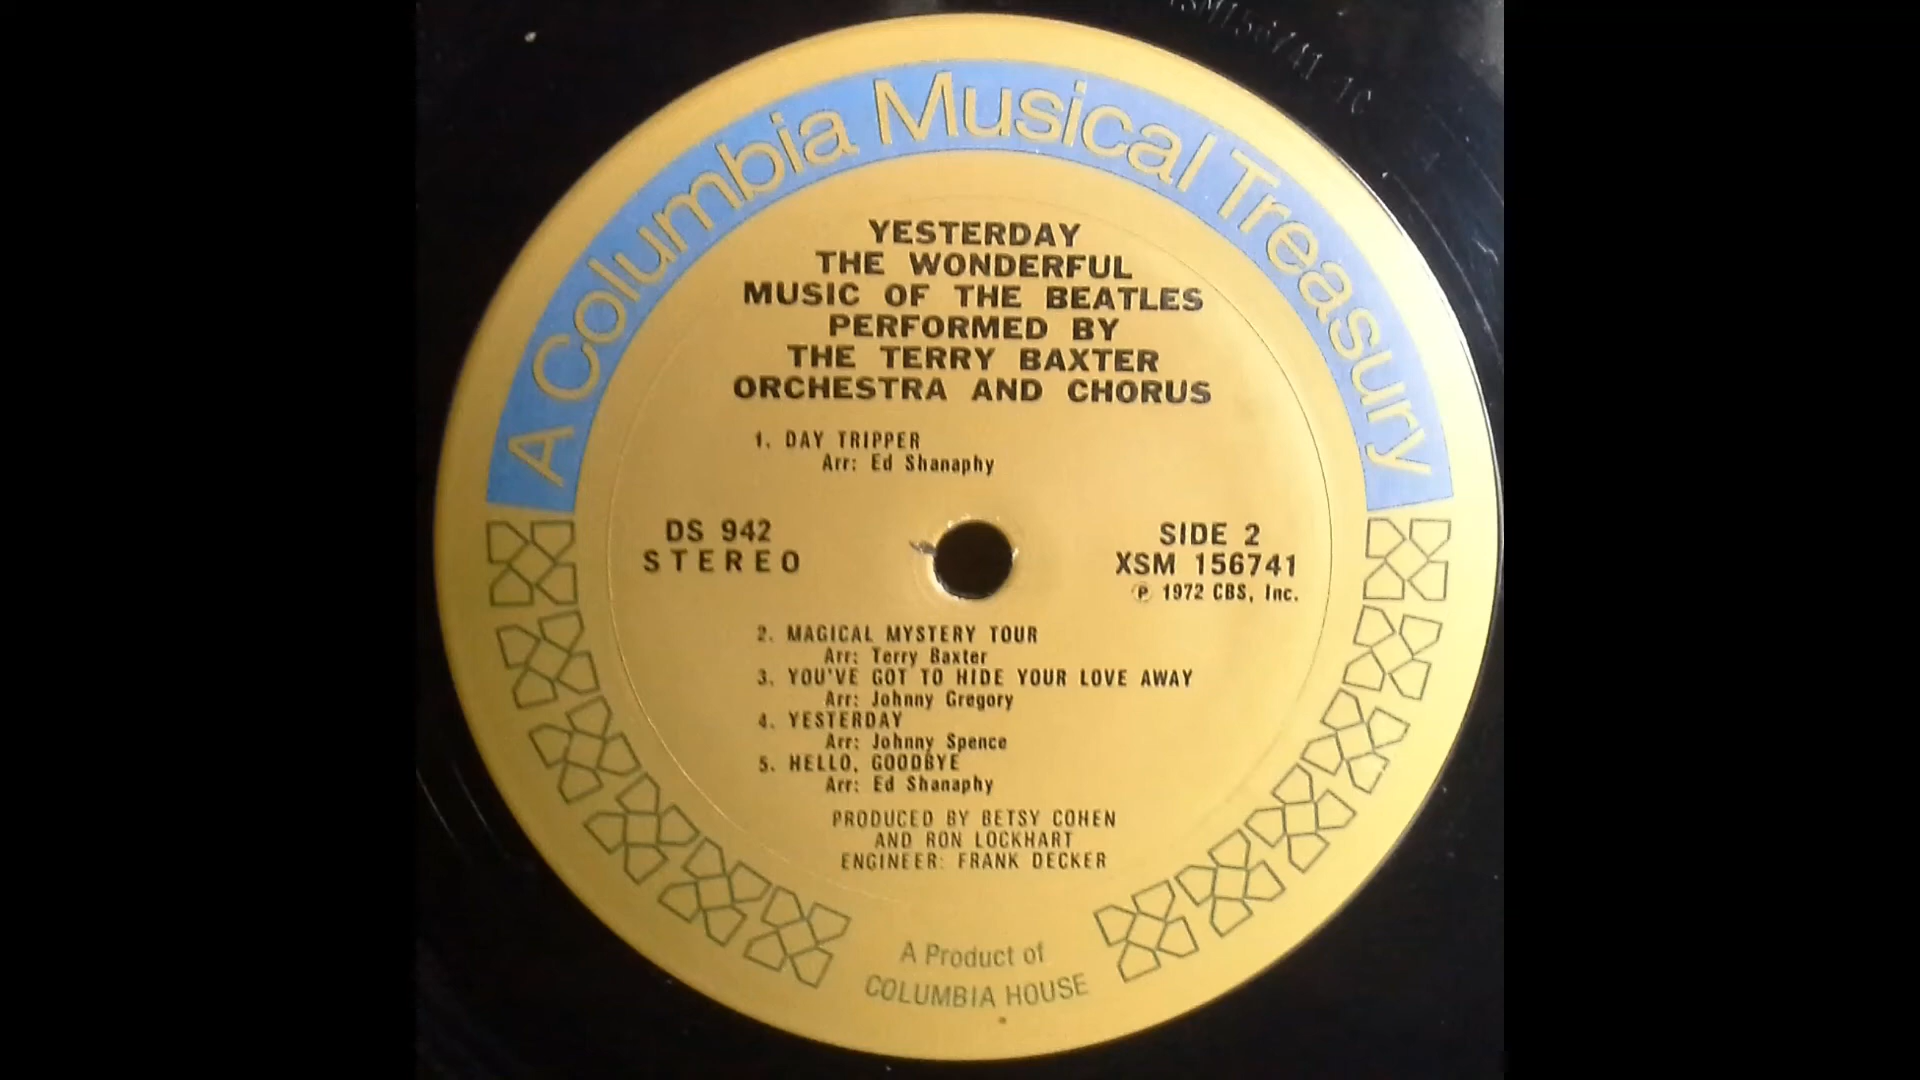 A Columbia Musical Treasury
YESTERDAY
THE WONDERFUL
MUSIC OF THE BEATLES
PERFORMED BY
THE TERRY BAXTER
ORCHESTRA AND CHORUS
1. DAY TRIPPER
Arr: Ed Shanaphy
DS 942
STEREO
SIDE 2
XSM 156741
Ⓟ 1972 CBS, Inc.
2. MAGICAL MYSTERY TOUR
Arr: Terry Baxter
3. YOU'VE GOT TO HIDE YOUR LOVE AWAY
Arr: Johnny Gregory
4. YESTERDAY
Arr: Johnny Spence
5. HELLO, GOODBYE
Arr: Ed Shanaphy
PRODUCED BY BETSY COHEN
AND RON LOCKHART
ENGINEER: FRANK DECKER
A Product of
COLUMBIA HOUSE